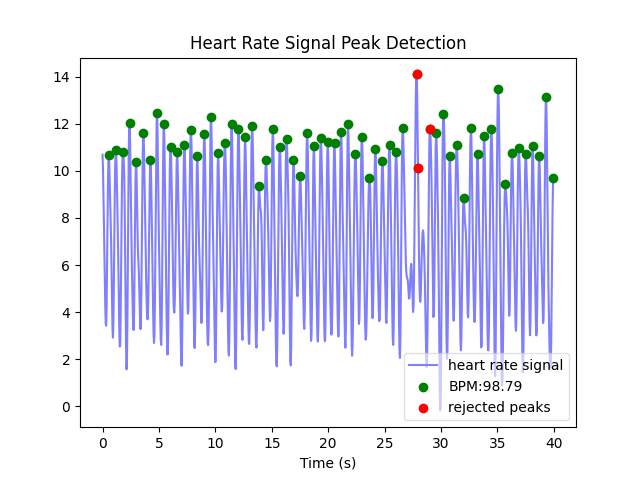 Heart Rate Signal Peak Detection
14
12
10
8
6
4
2
0
heart rate signal
BPM:98.79
rejected peaks
0 5 10 15 20 25 30 35 40
Time (s)